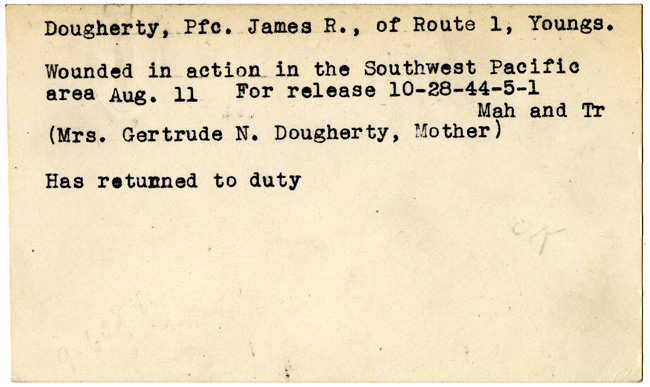 Dougherty, Pfc. James R., of Route 1, Youngs.
Wounded in action in the Southwest Pacific
area Aug. 11 For release 10-28-44-5-1
Mah and Tr
(Mrs. Gertrude N. Dougherty, Mother)
Has retunned to duty